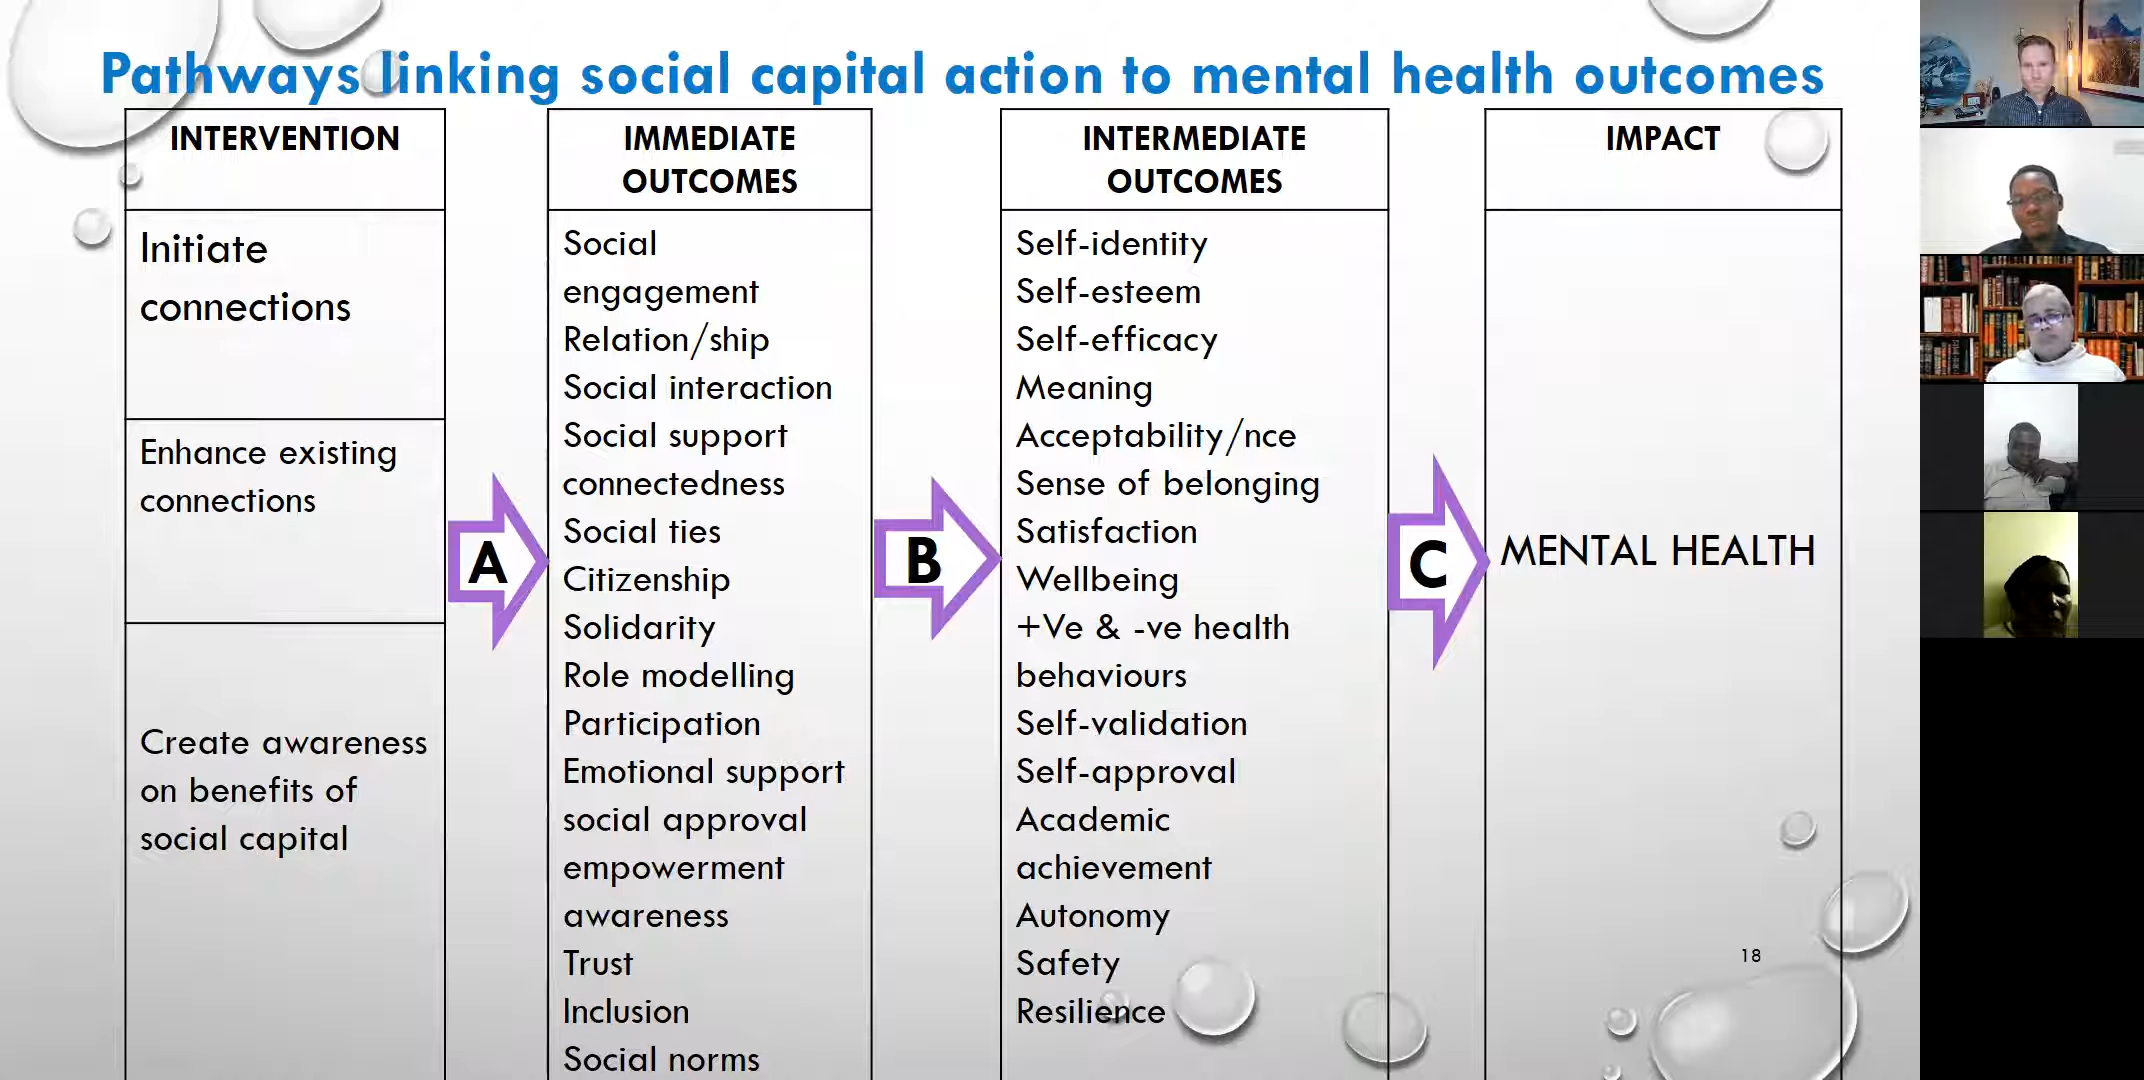 Pathways linking social capital action to mental health outcomes
INTERVENTION
Initiate
connections
Enhance existing
connections
Create awareness
on benefits of
social capital
A
IMMEDIATE
OUTCOMES
Social
engagement
Relation/ship
Social interaction
Social support
connectedness
Social ties
Citizenship
Solidarity
Role modelling
Participation
Emotional support
social approval
empowerment
awareness
Trust
Inclusion
Social norms
B
INTERMEDIATE
OUTCOMES
Self-identity
Self-esteem
Self-efficacy
Meaning
Acceptability/nce
Sense of belonging
Satisfaction
Wellbeing
+Ve & -ve health
behaviours
Self-validation
Self-approval
Academic
achievement
Autonomy
Safety
Resilience
C
IMPACT
MENTAL HEALTH
18